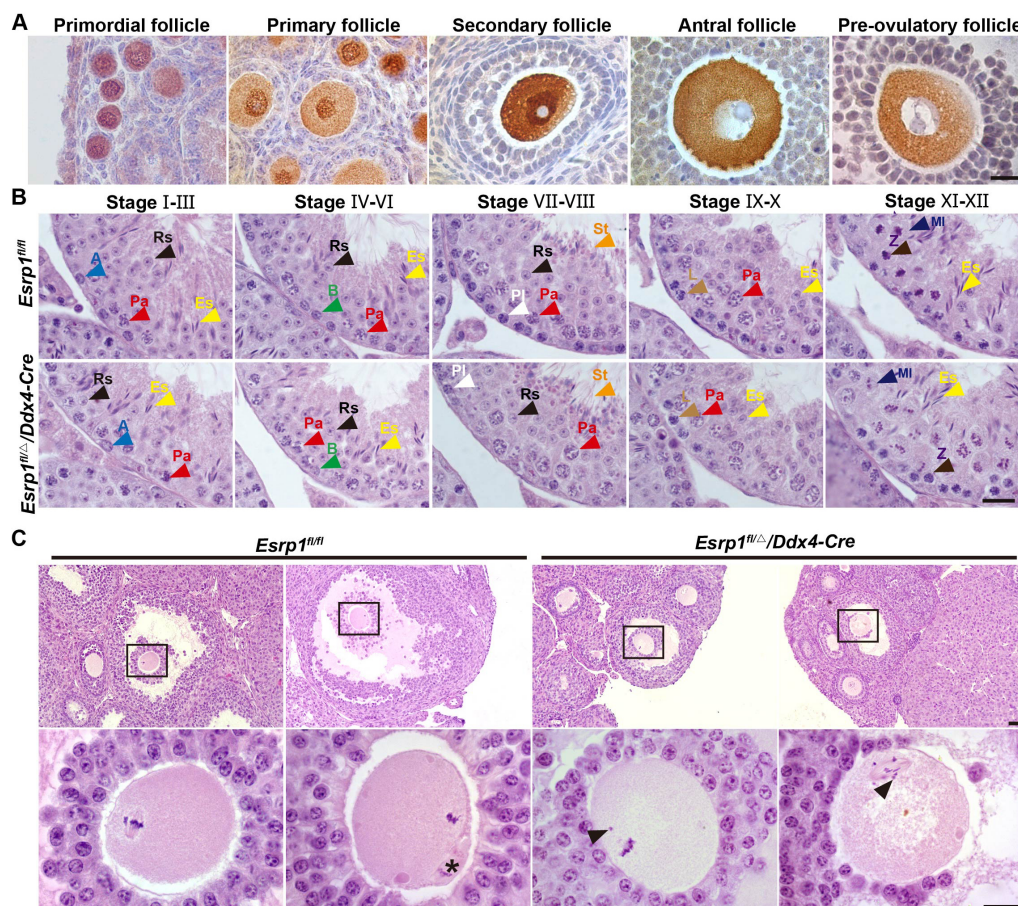 A
Primordial follicle
Primary follicle
Secondary follicle
Antral follicle
Pre-ovulatory follicle
B
Stage I-III
Stage IV-VI
Stage VII-VIII
Stage IX-X
Stage XI-XII
Esrp1fl/fl
A
Rs
Pa
Es
Rs
Es
B
Pa
St
Rs
Pl
Pa
L
Pa
Es
MI
Z
Es
Esrp1fl/△/Ddx4-Cre
Rs
Es
A
Pa
Pa
Rs
B
Es
Pl
St
Rs
Pa
L
Pa
Es
MI
Es
Z
C
Esrp1fl/fl
Esrp1fl/△/Ddx4-Cre
*